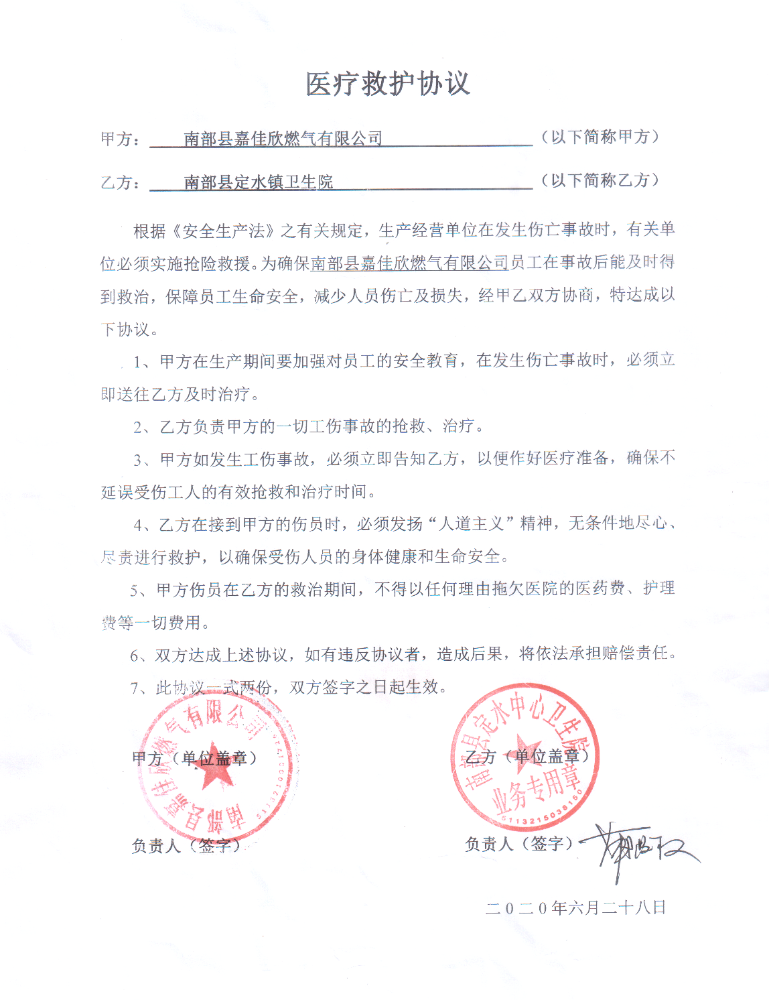 医疗救护协议
甲方：南部县嘉佳欣燃气有限公司（以下简称甲方）
乙方：南部县定水镇卫生院（以下简称乙方）
根据《安全生产法》之有关规定，生产经营单位在发生伤亡事故时，有关单
位必须实施抢险救援。为确保南部县嘉佳欣燃气有限公司员工在事故后能及时得
到救治，保障员工生命安全，减少人员伤亡及损失，经甲乙双方协商，特达成以
下协议。
1、甲方在生产期间要加强对员工的安全教育，在发生伤亡事故时，必须立
即送往乙方及时治疗。
2、乙方负责甲方的一切工伤事故的抢救、治疗。
3、甲方如发生工伤事故，必须立即告知乙方，以便作好医疗准备，确保不
延误受伤工人的有效抢救和治疗时间。
4、乙方在接到甲方的伤员时，必须发扬“人道主义”精神，无条件地尽心、
尽责进行救护，以确保受伤人员的身体健康和生命安全。
5、甲方伤员在乙方的救治期间，不得以任何理由拖欠医院的医药费、护理
费等一切费用。
6、双方达成上述协议，如有违反协议者，造成后果，将依法承担赔偿责任。
7、此协议一式两份，双方签字之日起生效。
南部县嘉佳欣燃气有限公司
南部县定水中心卫生院
甲方（单位盖章）
乙方（单位盖章）
业务专用章
5113215038150
负责人（签字）
负责人（签字）
二0二0年六月二十八日